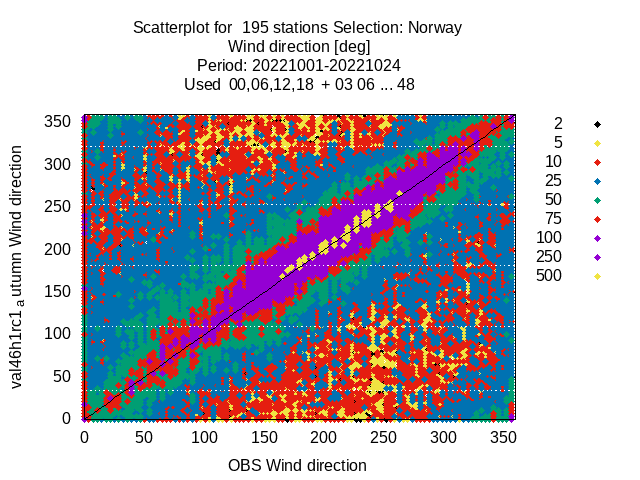 Scatterplot for 195 stations Selection: Norway
Wind direction [deg]
Period: 20221001-20221024
Used 00,06,12,18 + 03 06 ... 48
val46h1rc1 a utumn Wind direction
350
300
250
200
150
100
50
0
0 50 100 150 200 250 300 350
OBS Wind direction
2
5
10
25
50
75
100
250
500